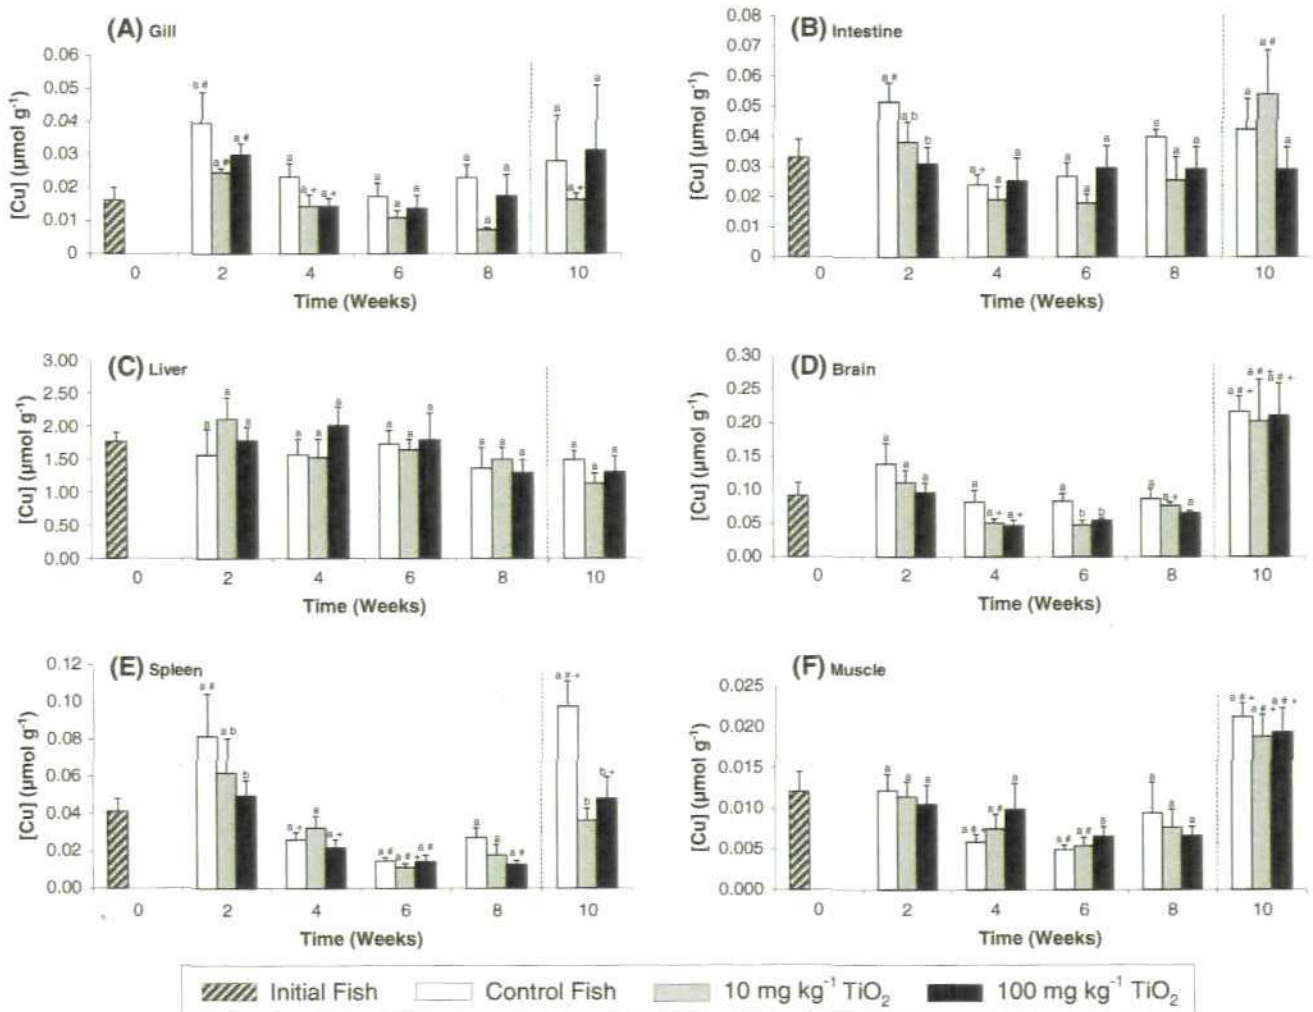 (A) Gill
0.06
0.05
0.04
0.03
0.02
0.01
0
[Cu] (µmol g⁻¹)
a # a # a # a a + a + a a a a a a a a + a
0 2 4 6 8 10
Time (Weeks)
(B) Intestine
0.08
0.07
0.06
0.05
0.04
0.03
0.02
0.01
0
[Cu] (µmol g⁻¹)
a # a b b a + a a a a a a a a a a # a
0 2 4 6 8 10
Time (Weeks)
(C) Liver
3.00
2.50
2.00
1.50
1.00
0.50
0.00
[Cu] (µmol g⁻¹)
a a a a a a a a a a a a a a a
0 2 4 6 8 10
Time (Weeks)
(D) Brain
0.30
0.25
0.20
0.15
0.10
0.05
0.00
[Cu] (µmol g⁻¹)
a a a a a + a + a b b a a + a a # + a # + a # +
0 2 4 6 8 10
Time (Weeks)
(E) Spleen
0.12
0.10
0.08
0.06
0.04
0.02
0.00
[Cu] (µmol g⁻¹)
a # a b b a + a a + a # a # + a # a a a # a # + b b +
0 2 4 6 8 10
Time (Weeks)
(F) Muscle
0.025
0.020
0.015
0.010
0.005
0.000
[Cu] (µmol g⁻¹)
a a a a # + a # a a # a # a a a a a # + a # + a # +
0 2 4 6 8 10
Time (Weeks)
Initial Fish Control Fish 10 mg kg⁻¹ TiO₂ 100 mg kg⁻¹ TiO₂